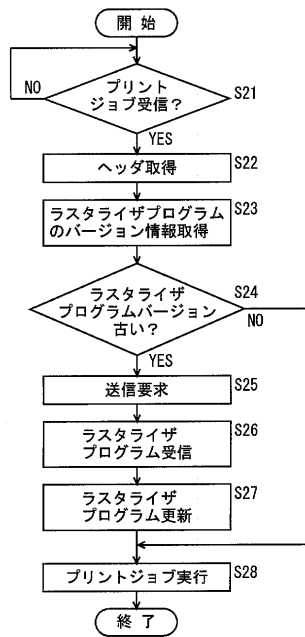 開 始
NO
プリント
ジョブ受信？
S21
YES
ヘッダ取得
S22
ラスタライザプログラム
のバージョン情報取得
S23
ラスタライザ
プログラムバージョン
古い？
S24
NO
YES
送信要求
S25
ラスタライザ
プログラム受信
S26
ラスタライザ
プログラム更新
S27
プリントジョブ実行
S28
終 了